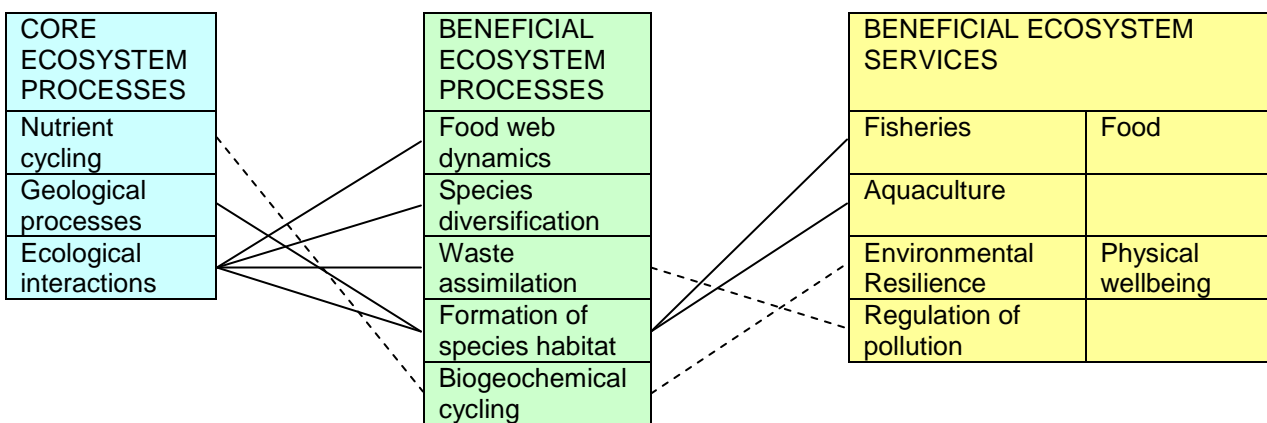 CORE
ECOSYSTEM
PROCESSES
Nutrient
cycling
Geological
processes
Ecological
interactions
BENEFICIAL
ECOSYSTEM
PROCESSES
Food web
dynamics
Species
diversification
Waste
assimilation
Formation of
species habitat
Biogeochemical
cycling
BENEFICIAL ECOSYSTEM
SERVICES
Fisheries
Food
Aquaculture
Environmental
Resilience
Physical
wellbeing
Regulation of
pollution